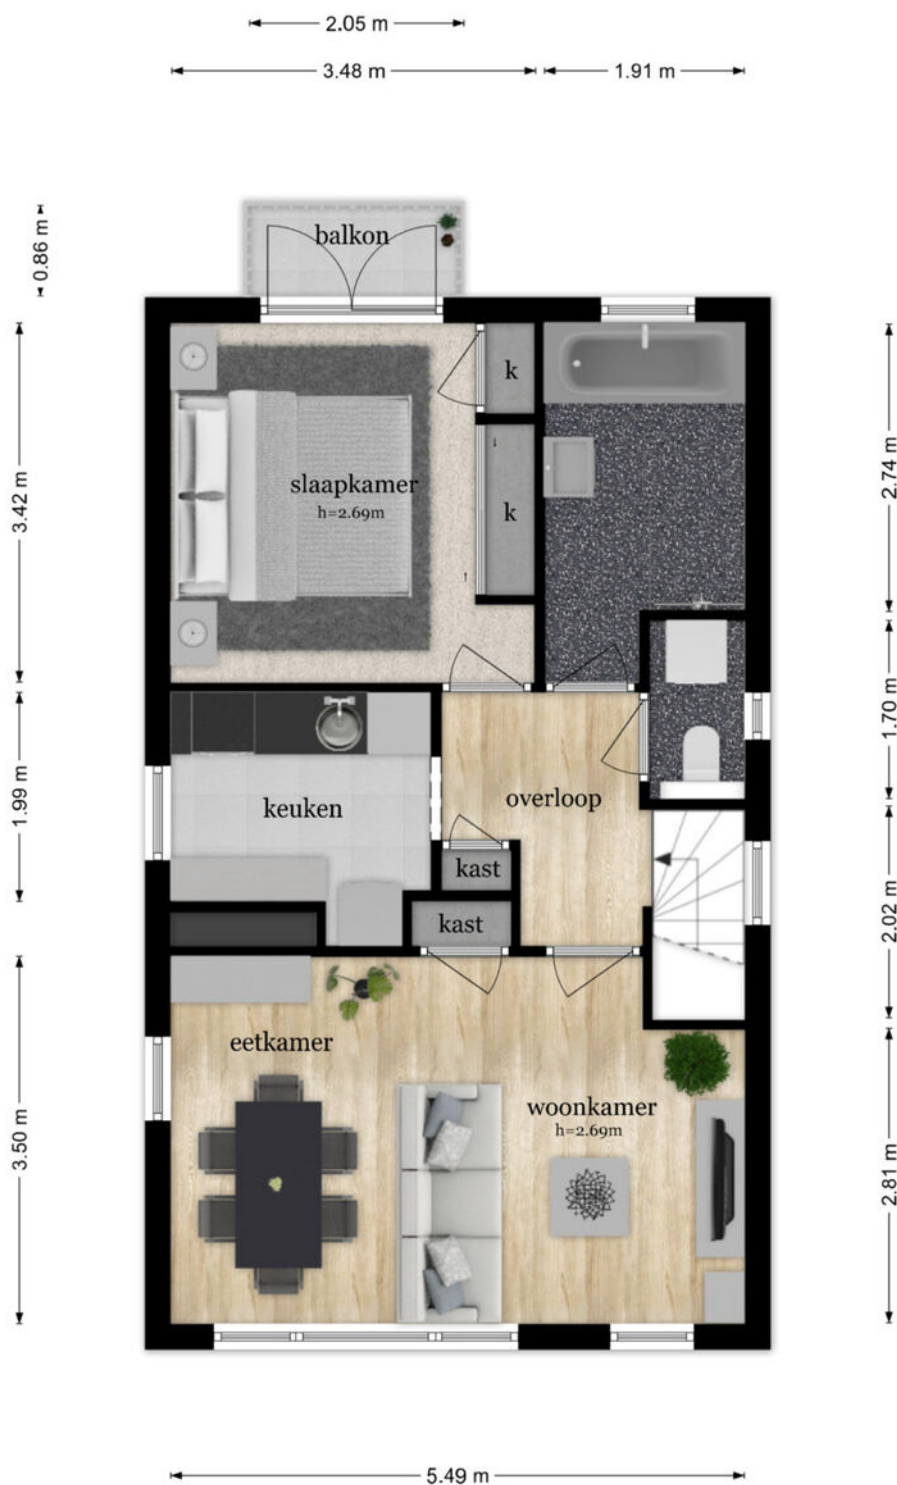 2.05 m
3.48 m
1.91 m
0.86 m
balkon
k
3.42 m
2.74 m
slaapkamer
h=2.69m
k
1.99 m
1.70 m
keuken
overloop
kast
kast
2.02 m
eetkamer
woonkamer
h=2.69m
3.50 m
2.81 m
5.49 m